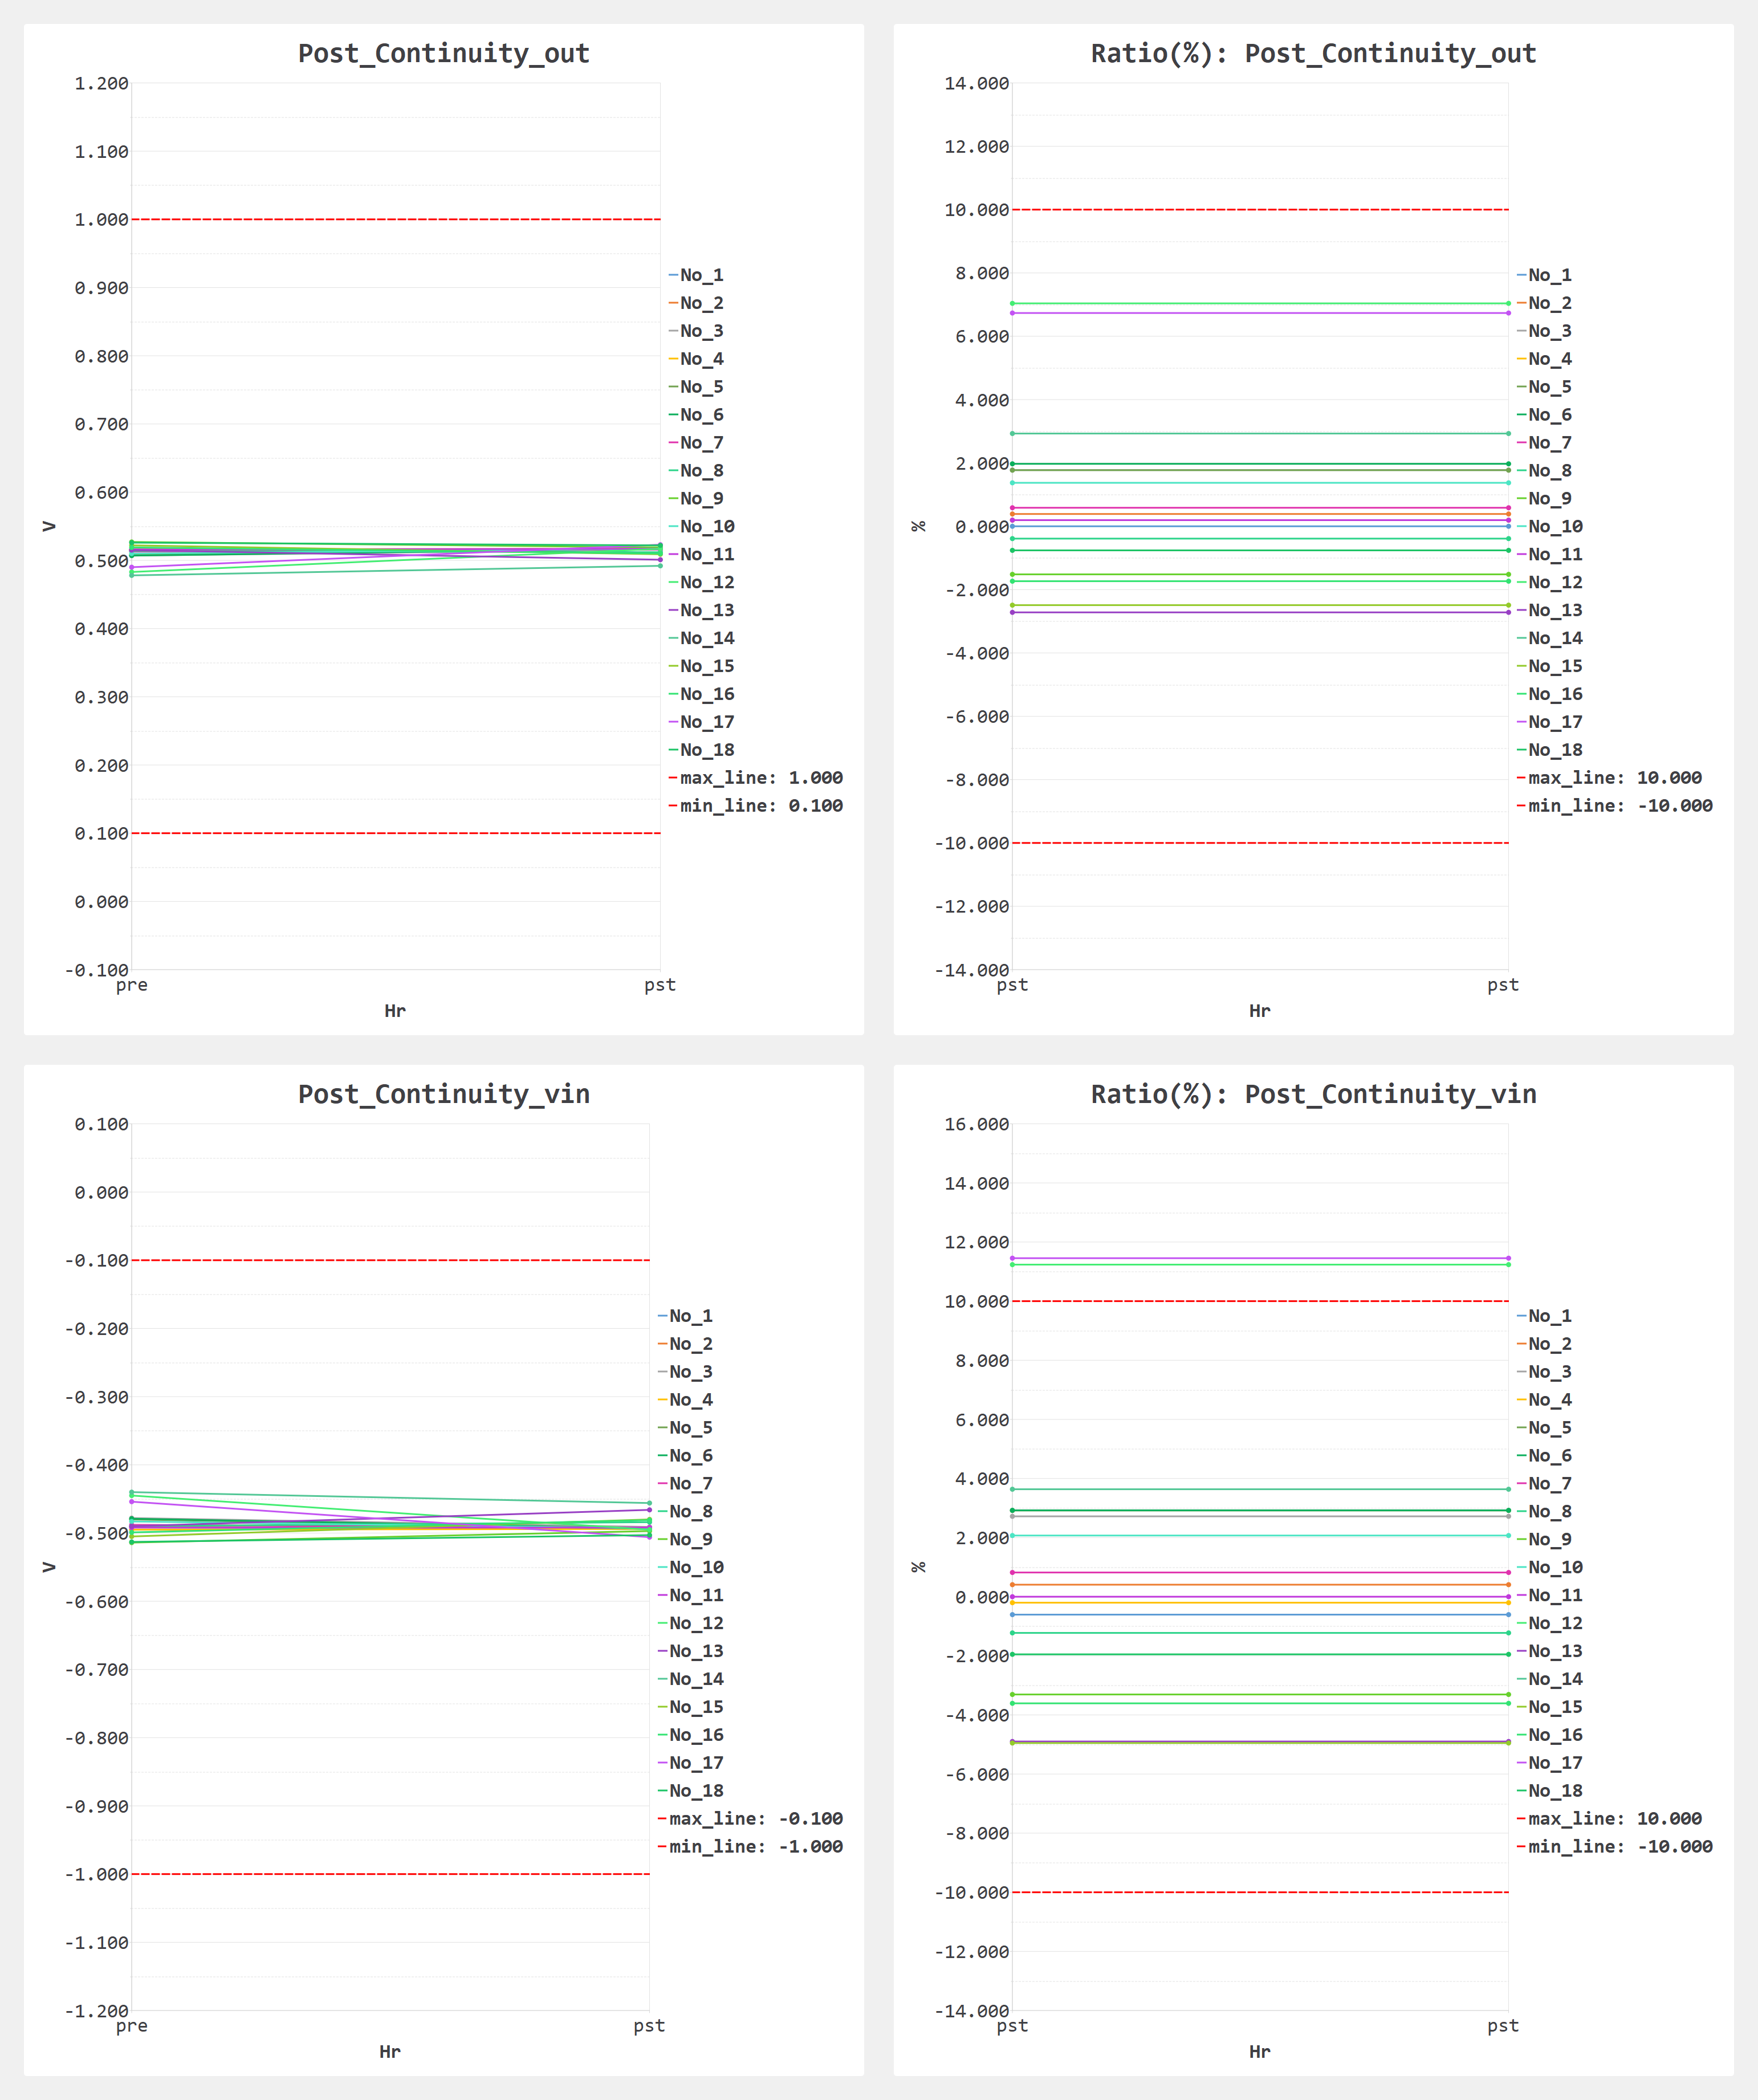 Post_Continuity_out
1.200
1.100
1.000
0.900
0.800
0.700
0.600
0.500
0.400
0.300
0.200
0.100
0.000
-0.100
V
pre
pst
Hr
No_1
No_2
No_3
No_4
No_5
No_6
No_7
No_8
No_9
No_10
No_11
No_12
No_13
No_14
No_15
No_16
No_17
No_18
max_line: 1.000
min_line: 0.100
Ratio(%): Post_Continuity_out
14.000
12.000
10.000
8.000
6.000
4.000
2.000
0.000
-2.000
-4.000
-6.000
-8.000
-10.000
-12.000
-14.000
%
pst
pst
Hr
No_1
No_2
No_3
No_4
No_5
No_6
No_7
No_8
No_9
No_10
No_11
No_12
No_13
No_14
No_15
No_16
No_17
No_18
max_line: 10.000
min_line: -10.000
Post_Continuity_vin
0.100
0.000
-0.100
-0.200
-0.300
-0.400
-0.500
-0.600
-0.700
-0.800
-0.900
-1.000
-1.100
-1.200
V
pre
pst
Hr
No_1
No_2
No_3
No_4
No_5
No_6
No_7
No_8
No_9
No_10
No_11
No_12
No_13
No_14
No_15
No_16
No_17
No_18
max_line: -0.100
min_line: -1.000
Ratio(%): Post_Continuity_vin
16.000
14.000
12.000
10.000
8.000
6.000
4.000
2.000
0.000
-2.000
-4.000
-6.000
-8.000
-10.000
-12.000
-14.000
%
pst
pst
Hr
No_1
No_2
No_3
No_4
No_5
No_6
No_7
No_8
No_9
No_10
No_11
No_12
No_13
No_14
No_15
No_16
No_17
No_18
max_line: 10.000
min_line: -10.000